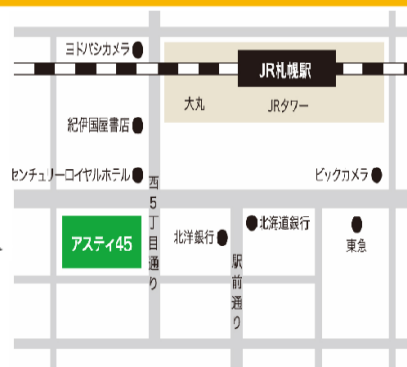 ヨドバシカメラ
JR札幌駅
大丸
JRタワー
紀伊国屋書店
センチュリーロイヤルホテル
ビックカメラ
西5丁目通り
アスティ45
北洋銀行
北海道銀行
東急
駅前通り